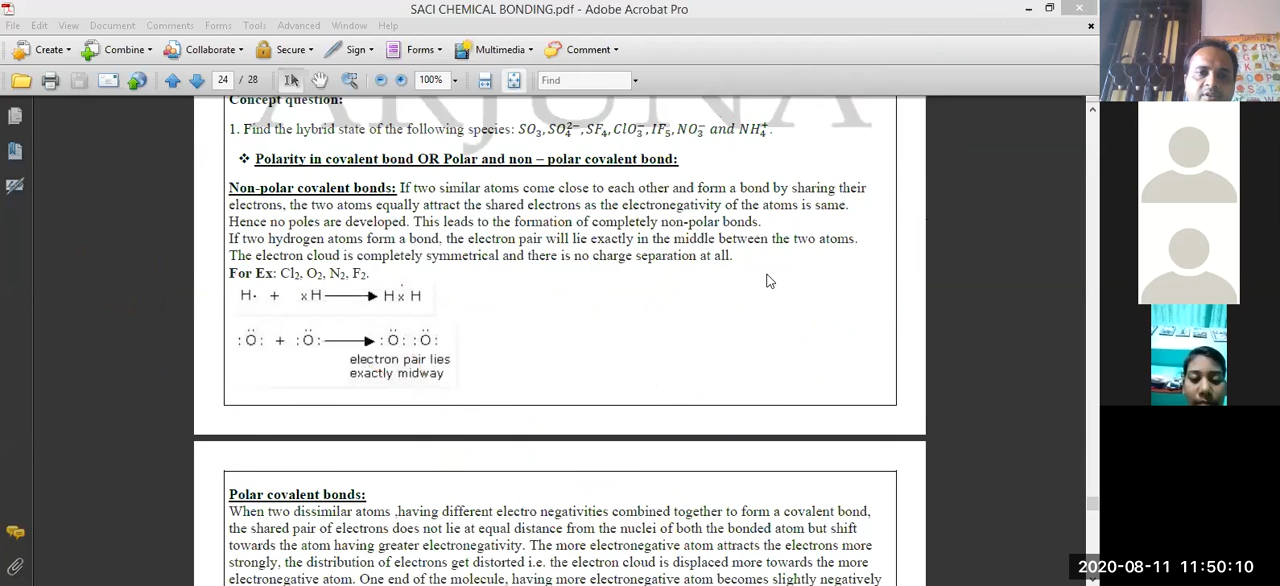 SACI CHEMICAL BONDING.pdf - Adobe Acrobat Pro
File Edit View Document Comments Forms Tools Advanced Window Help
Create Combine Collaborate Secure Sign Forms Multimedia Comment
24 / 28 100% Find
ARJUNA
Concept question:
1. Find the hybrid state of the following species: SO₃, SO₄²⁻, SF₄, ClO₃⁻, IF₅, NO₃⁻ and NH₄⁺.
❖ Polarity in covalent bond OR Polar and non – polar covalent bond:
Non-polar covalent bonds: If two similar atoms come close to each other and form a bond by sharing their
electrons, the two atoms equally attract the shared electrons as the electronegativity of the atoms is same.
Hence no poles are developed. This leads to the formation of completely non-polar bonds.
If two hydrogen atoms form a bond, the electron pair will lie exactly in the middle between the two atoms.
The electron cloud is completely symmetrical and there is no charge separation at all.
For Ex: Cl₂, O₂, N₂, F₂.
H· + xH ⟶ H ẋ H
:Ö: + :Ö: ⟶ :Ö: :Ö:
electron pair lies
exactly midway
Polar covalent bonds:
When two dissimilar atoms ,having different electro negativities combined together to form a covalent bond,
the shared pair of electrons does not lie at equal distance from the nuclei of both the bonded atom but shift
towards the atom having greater electronegativity. The more electronegative atom attracts the electrons more
strongly, the distribution of electrons get distorted i.e. the electron cloud is displaced more towards the more
electronegative atom. One end of the molecule, having more electronegative atom becomes slightly negatively
2020-08-11 11:50:10